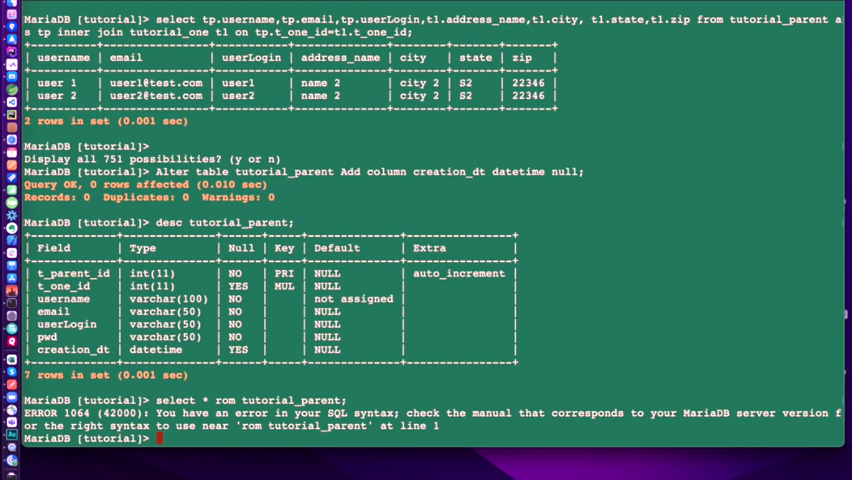 MariaDB [tutorial]> select tp.username,tp.email,tp.userLogin,t1.address_name,t1.city, t1.state,t1.zip from tutorial_parent a
s tp inner join tutorial_one t1 on tp.t_one_id=t1.t_one_id;
+----------+----------------+-----------+--------------+--------+-------+-------+
| username | email          | userLogin | address_name | city   | state | zip   |
+----------+----------------+-----------+--------------+--------+-------+-------+
| user 1   | user1@test.com | user1     | name 2       | city 2 | S2    | 22346 |
| user 2   | user2@test.com | user2     | name 2       | city 2 | S2    | 22346 |
+----------+----------------+-----------+--------------+--------+-------+-------+
2 rows in set (0.001 sec)
MariaDB [tutorial]>
Display all 751 possibilities? (y or n)
MariaDB [tutorial]> Alter table tutorial_parent Add column creation_dt datetime null;
Query OK, 0 rows affected (0.010 sec)
Records: 0  Duplicates: 0  Warnings: 0
MariaDB [tutorial]> desc tutorial_parent;
+-------------+--------------+------+-----+--------------+----------------+
| Field       | Type         | Null | Key | Default      | Extra          |
+-------------+--------------+------+-----+--------------+----------------+
| t_parent_id | int(11)      | NO   | PRI | NULL         | auto_increment |
| t_one_id    | int(11)      | YES  | MUL | NULL         |                |
| username    | varchar(100) | NO   |     | not assigned |                |
| email       | varchar(50)  | NO   |     | NULL         |                |
| userLogin   | varchar(50)  | NO   |     | NULL         |                |
| pwd         | varchar(50)  | NO   |     | NULL         |                |
| creation_dt | datetime     | YES  |     | NULL         |                |
+-------------+--------------+------+-----+--------------+----------------+
7 rows in set (0.001 sec)
MariaDB [tutorial]> select * rom tutorial_parent;
ERROR 1064 (42000): You have an error in your SQL syntax; check the manual that corresponds to your MariaDB server version f
or the right syntax to use near 'rom tutorial_parent' at line 1
MariaDB [tutorial]>